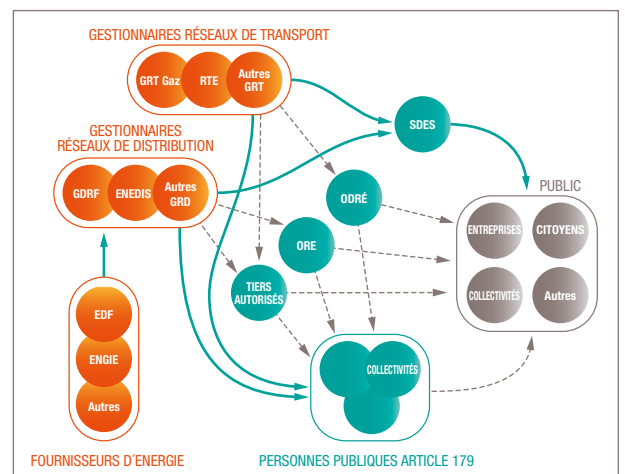 GESTIONNAIRES RÉSEAUX DE TRANSPORT
GRT Gaz
RTE
Autres
GRT
SDES
GESTIONNAIRES
RÉSEAUX DE DISTRIBUTION
GDRF
ENEDIS
Autres
GRD
ODRÉ
ORE
TIERS
AUTORISÉS
PUBLIC
ENTREPRISES
CITOYENS
COLLECTIVITÉS
Autres
EDF
ENGIE
Autres
COLLECTIVITÉS
FOURNISSEURS D'ENERGIE
PERSONNES PUBLIQUES ARTICLE 179